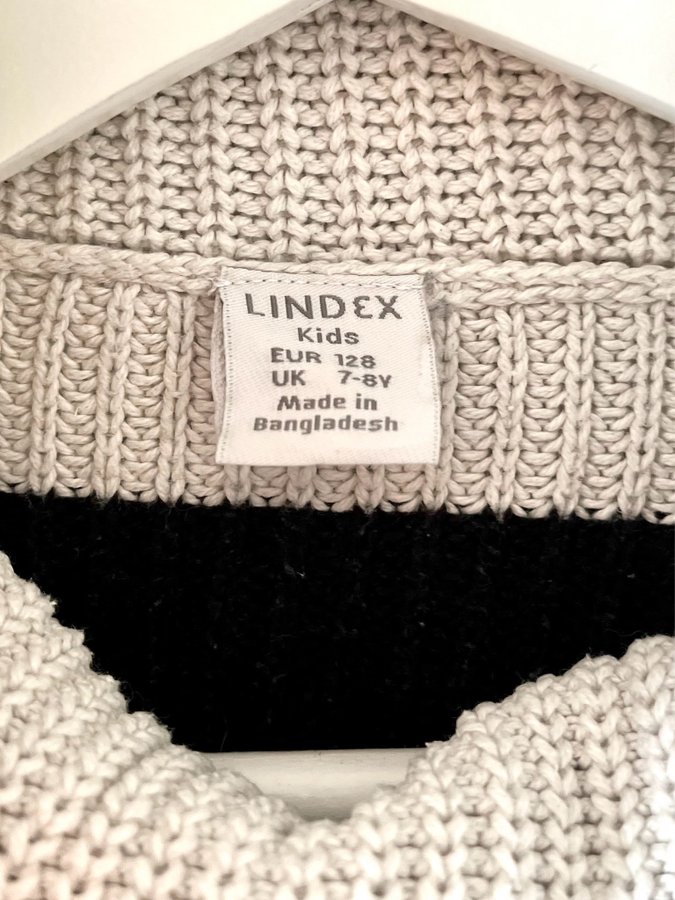 LINDEX
Kids
EUR 128
UK 7-8Y
Made in
Bangladesh